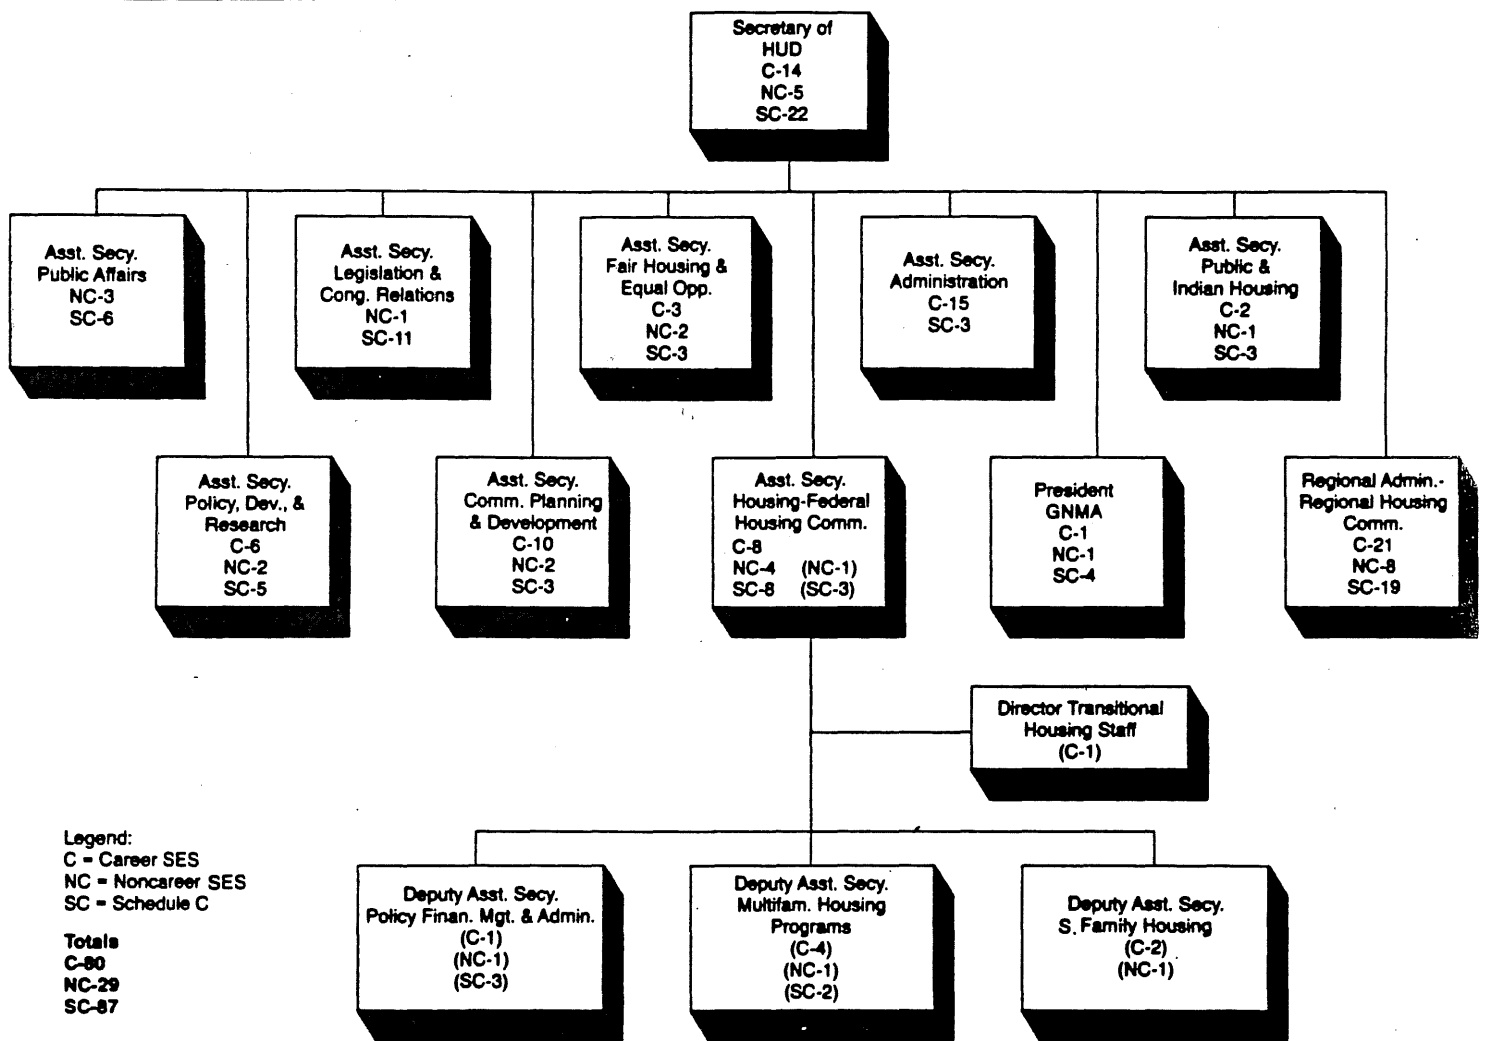 Secretary of
HUD
C-14
NC-5
SC-22
Asst. Secy.
Public Affairs
NC-3
SC-6
Asst. Secy.
Legislation &
Cong. Relations
NC-1
SC-11
Asst. Secy.
Fair Housing &
Equal Opp.
C-3
NC-2
SC-3
Asst. Secy.
Administration
C-15
SC-3
Asst. Secy.
Public &
Indian Housing
C-2
NC-1
SC-3
Asst. Secy.
Policy, Dev., &
Research
C-6
NC-2
SC-5
Asst. Secy.
Comm. Planning
& Development
C-10
NC-2
SC-3
Asst. Secy.
Housing-Federal
Housing Comm.
C-8
NC-4 (NC-1)
SC-8 (SC-3)
President
GNMA
C-1
NC-1
SC-4
Regional Admin.-
Regional Housing
Comm.
C-21
NC-8
SC-19
Director Transitional
Housing Staff
(C-1)
Deputy Asst. Secy.
Policy Finan. Mgt. & Admin.
(C-1)
(NC-1)
(SC-3)
Deputy Asst. Secy.
Multifam. Housing
Programs
(C-4)
(NC-1)
(SC-2)
Deputy Asst. Secy.
S. Family Housing
(C-2)
(NC-1)
Legend:
C = Career SES
NC = Noncareer SES
SC = Schedule C
Totals
C-80
NC-29
SC-87